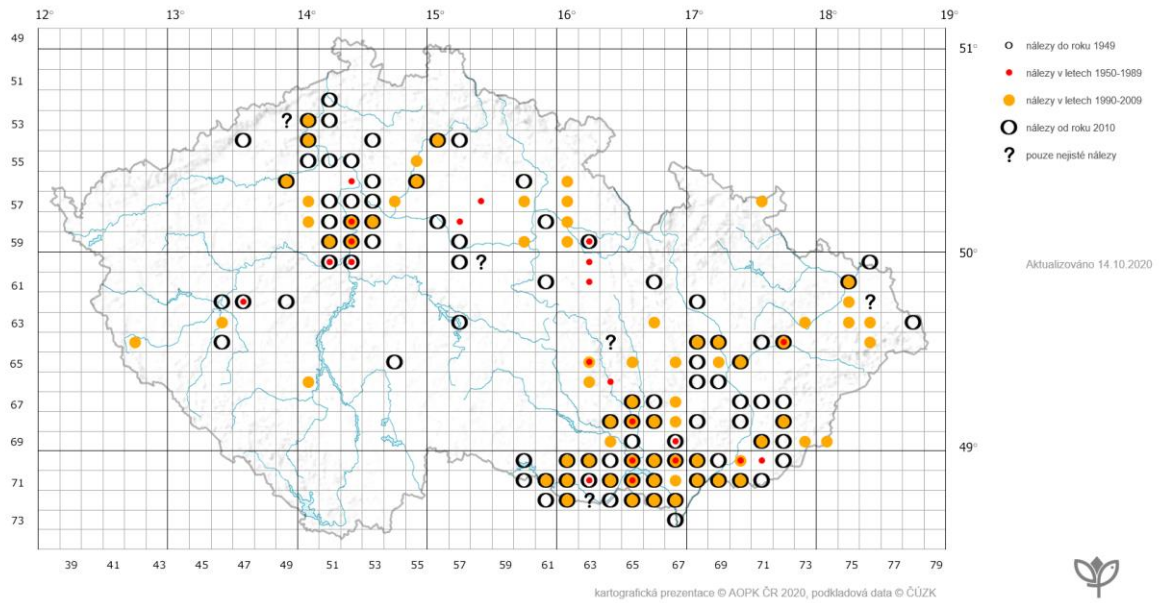 12° 13° 14° 15° 16° 17° 18° 19°
49
51° nálezy do roku 1949
51 nálezy v letech 1950-1989
nálezy v letech 1990-2009
53 ? nálezy od roku 2010
55 ? pouze nejisté nálezy
57
59
? 50° Aktualizováno 14.10.2020
61
?
63
?
65
67
69
49°
71
?
73
39 41 43 45 47 49 51 53 55 57 59 61 63 65 67 69 71 73 75 77 79
kartografická prezentace © AOPK ČR 2020, podkladová data © ČÚZK